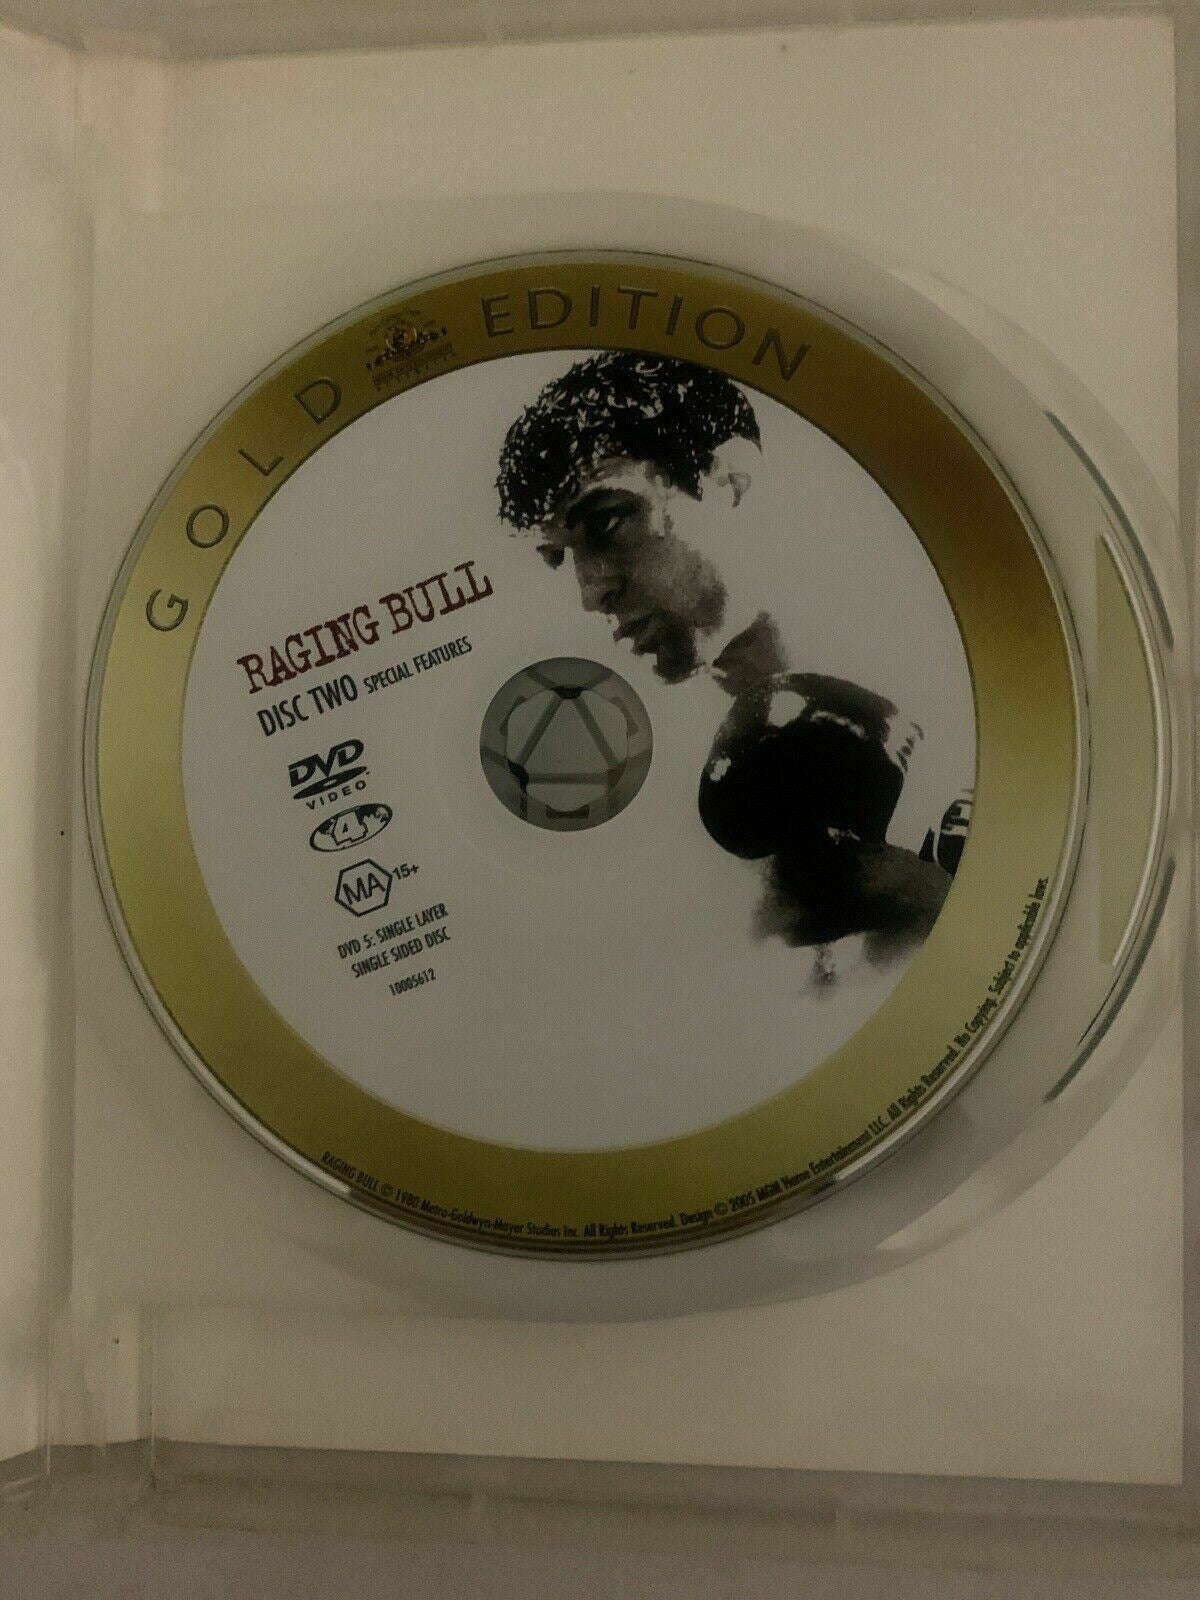 GOLD EDITION
AUSTRALIA
RAGING BULL
DISC TWO SPECIAL FEATURES
DVD
VIDEO
4
MA 15+
DVD 5: SINGLE LAYER
SINGLE SIDED DISC
10005612
RAGING BULL © 1980 Metro-Goldwyn-Mayer Studios Inc. All Rights Reserved. Design © 2005 MGM Home Entertainment LLC. All Rights Reserved. No Copying. Subject to applicable laws.